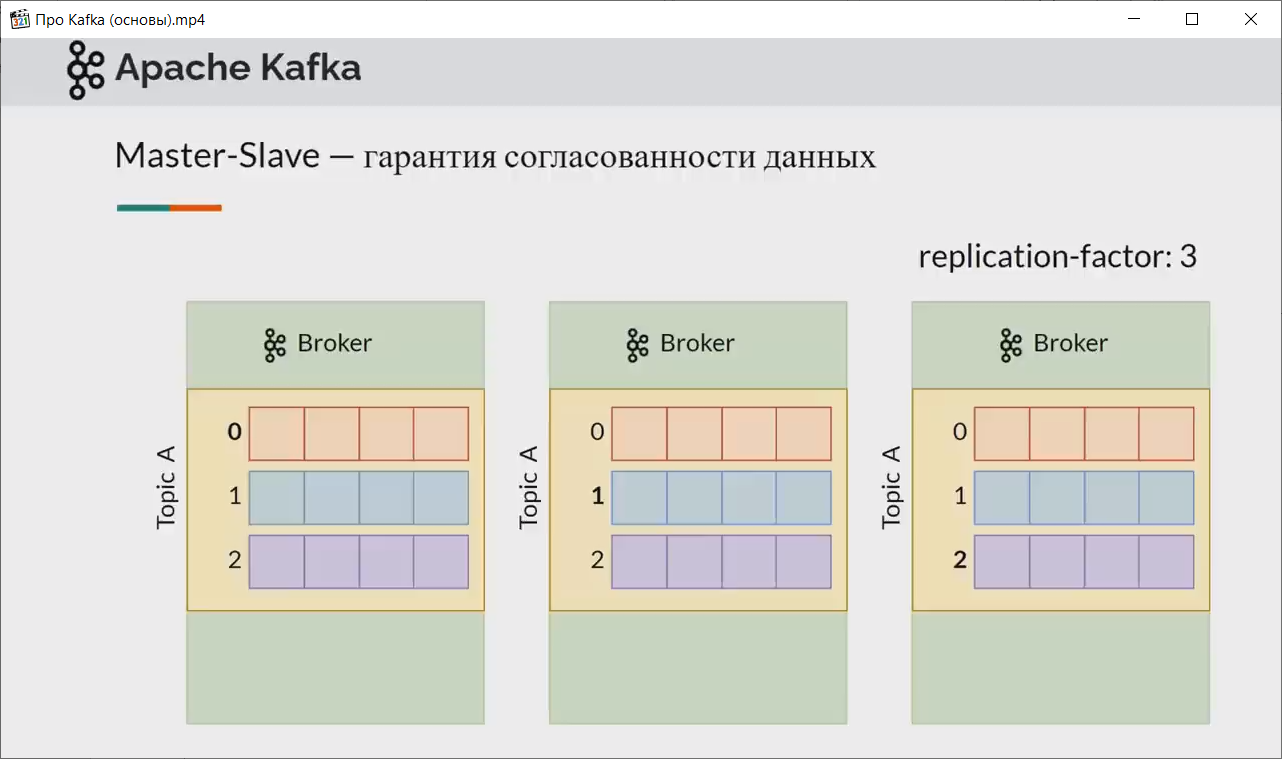 Про Kafka (основы).mp4
Apache Kafka
Master-Slave — гарантия согласованности данных
replication-factor: 3
Broker
Topic A
0
1
2
Broker
Topic A
0
1
2
Broker
Topic A
0
1
2